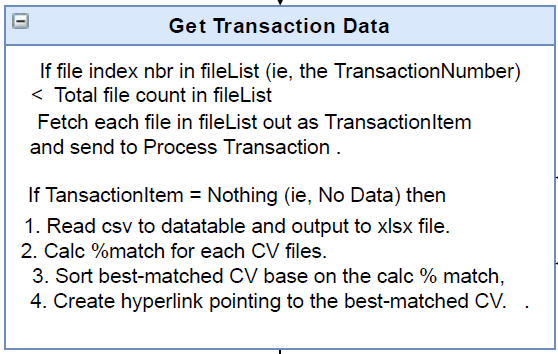 Get Transaction Data
If file index nbr in fileList (ie, the TransactionNumber)
< Total file count in fileList
Fetch each file in fileList out as TransactionItem
and send to Process Transaction .
If TansactionItem = Nothing (ie, No Data) then
1. Read csv to datatable and output to xlsx file.
2. Calc %match for each CV files.
3. Sort best-matched CV base on the calc % match,
4. Create hyperlink pointing to the best-matched CV. .